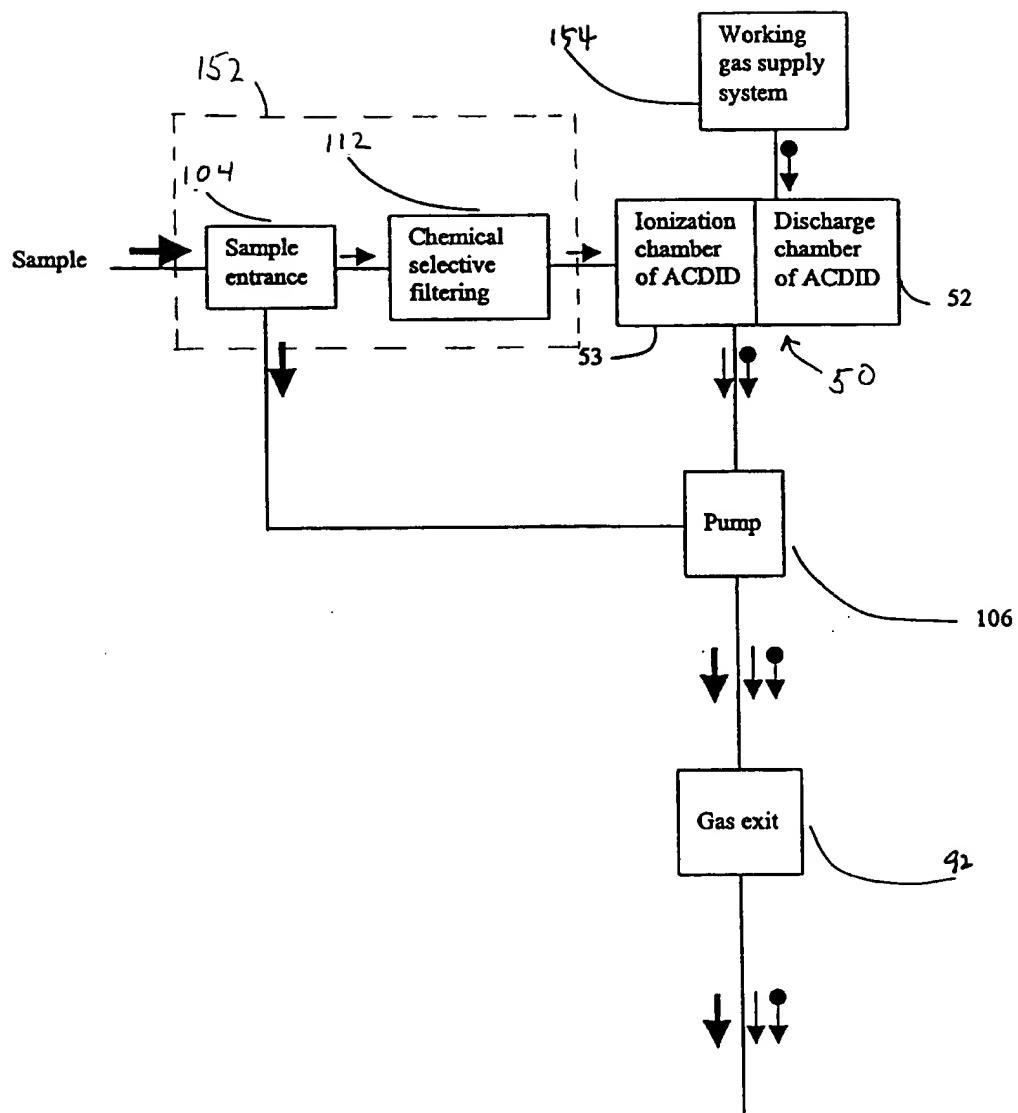 154
Working
gas supply
system
152
112
104
Sample
Sample
entrance
Chemical
selective
filtering
Ionization
chamber
of ACDID
Discharge
chamber
of ACDID
52
53
50
Pump
106
Gas exit
92